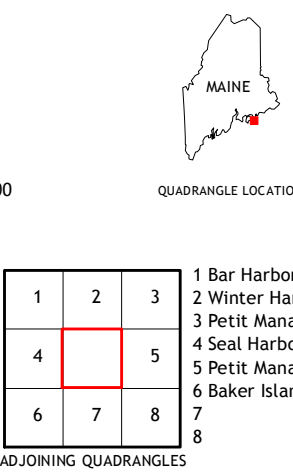 MAINE
00
QUADRANGLE LOCATIO
1 2 3
4 5
6 7 8
1 Bar Harbor
2 Winter Har
3 Petit Mana
4 Seal Harbo
5 Petit Mana
6 Baker Islan
7
8
ADJOINING QUADRANGLES